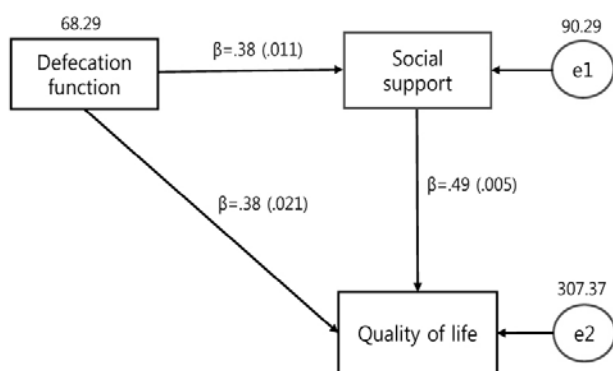 68.29
90.29
Defecation
function
β=.38 (.011)
Social
support
e1
β=.38 (.021)
β=.49 (.005)
307.37
Quality of life
e2